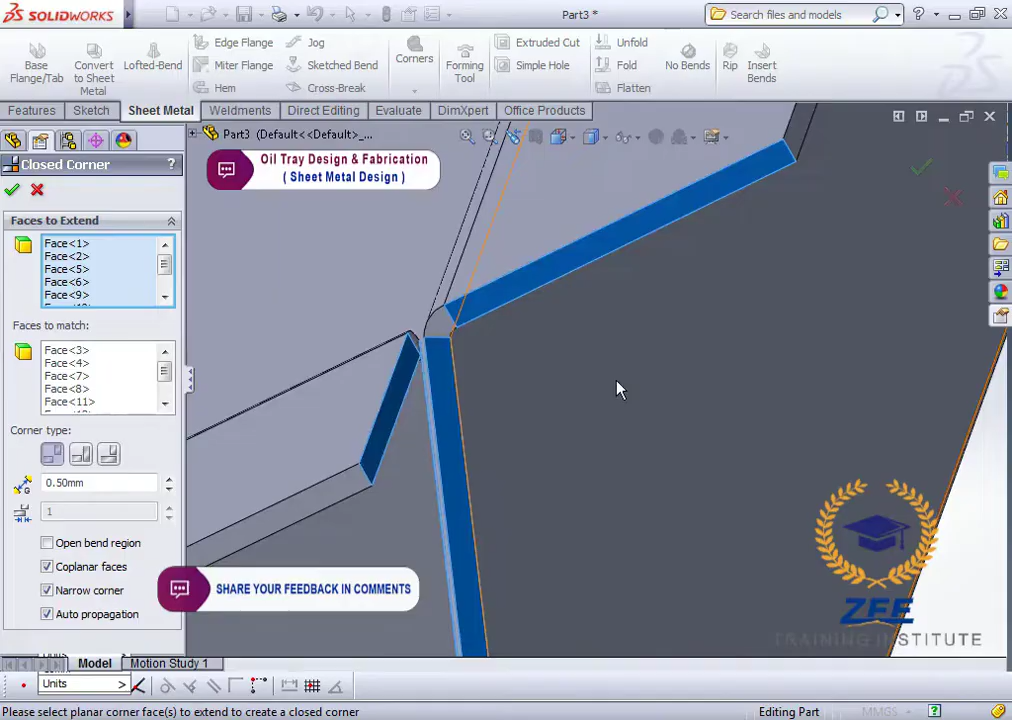 SOLIDWORKS
Part3 *
Search files and models
Base Flange/Tab
Convert to Sheet Metal
Lofted-Bend
Edge Flange
Miter Flange
Hem
Jog
Sketched Bend
Cross-Break
Corners
Forming Tool
Extruded Cut
Simple Hole
Unfold
Fold
Flatten
No Bends
Rip
Insert Bends
Features
Sketch
Sheet Metal
Weldments
Direct Editing
Evaluate
DimXpert
Office Products
Part3 (Default<<Default>_...
Closed Corner
?
Oil Tray Design & Fabrication
( Sheet Metal Design )
Faces to Extend
Face<1>
Face<2>
Face<5>
Face<6>
Face<9>
Faces to match:
Face<3>
Face<4>
Face<7>
Face<8>
Face<11>
Corner type:
0.50mm
1
Open bend region
Coplanar faces
Narrow corner
Auto propagation
SHARE YOUR FEEDBACK IN COMMENTS
ZFEE
TRAINING INSTITUTE
Model
Motion Study 1
Units >
Please select planar corner face(s) to extend to create a closed corner
Editing Part
MMGS